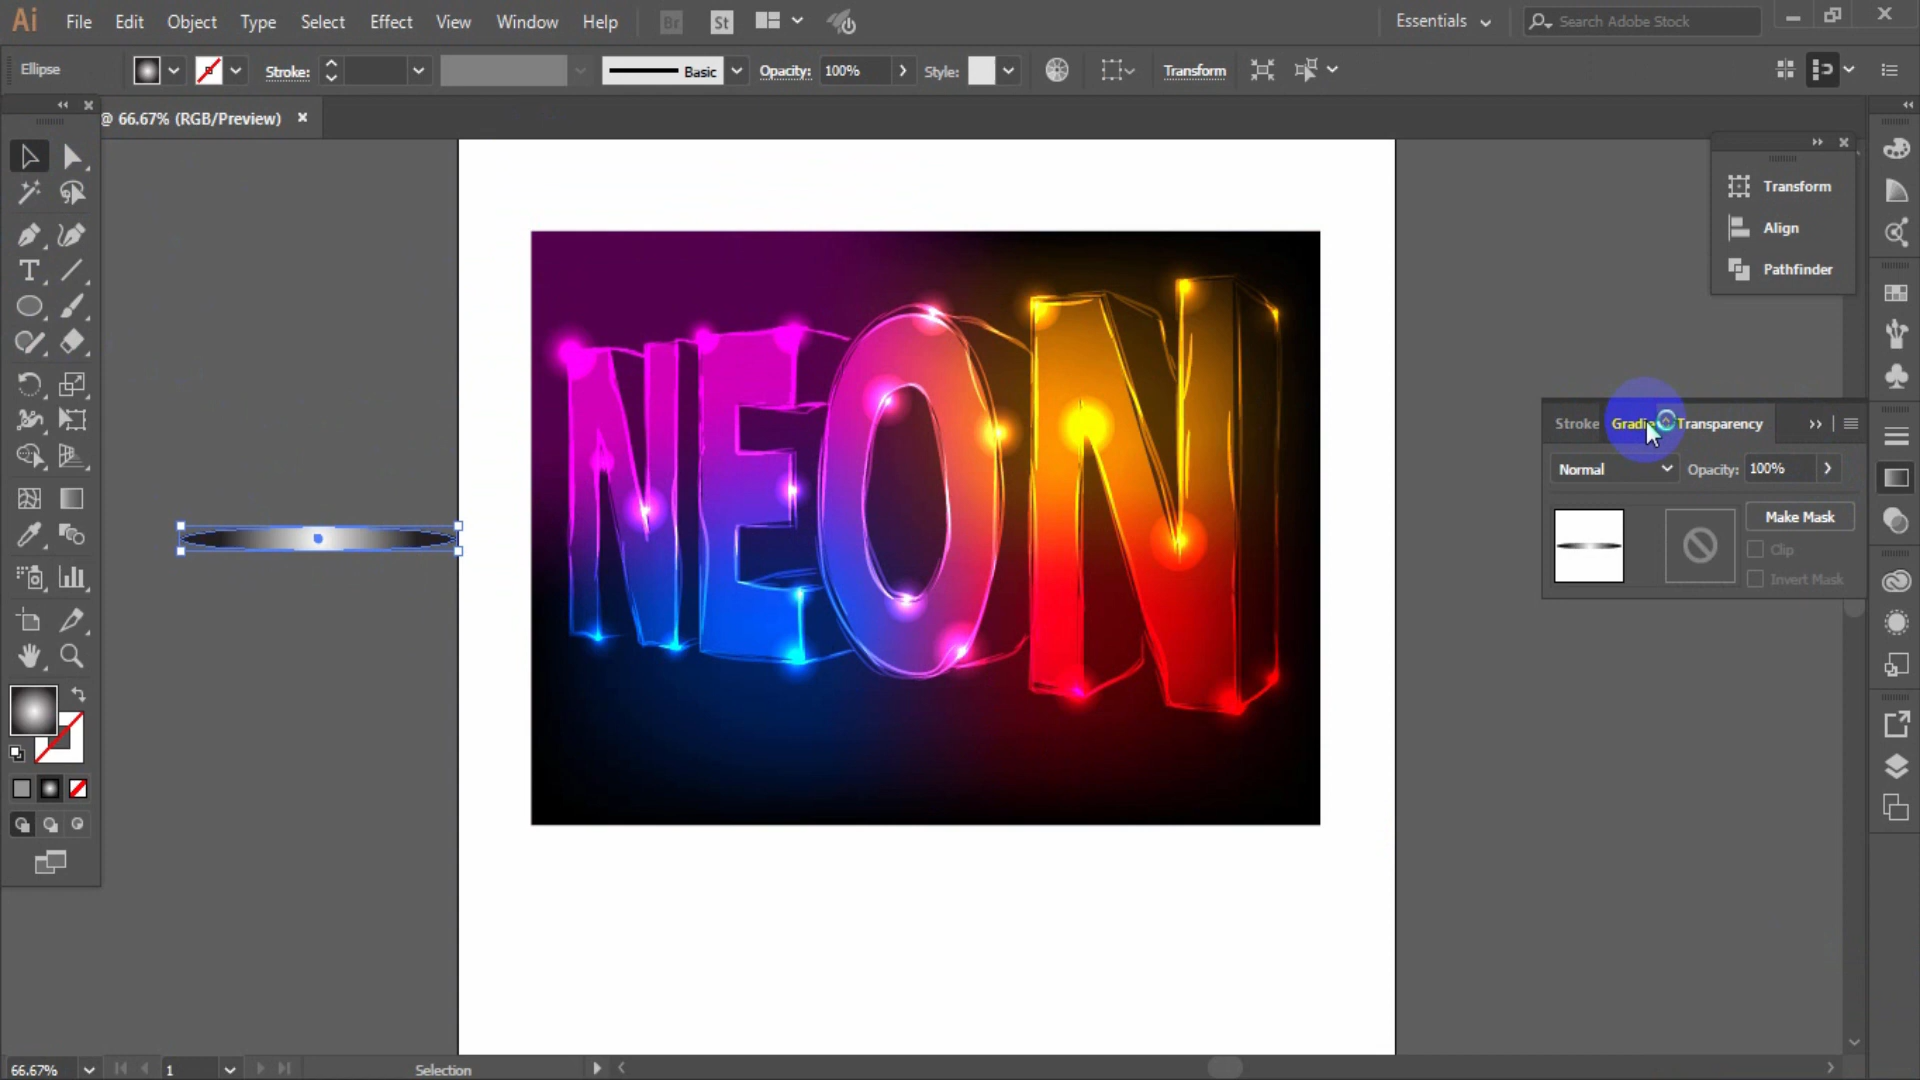 Ai File Edit Object Type Select Effect View Window Help Br St Essentials Search Adobe Stock
Ellipse Stroke: Basic Opacity: 100% Style: Transform
@ 66.67% (RGB/Preview) ×
Transform
Align
Pathfinder
NEON
Stroke Transparency
Normal Opacity: 100%
Make Mask
Clip
Invert Mask
66.67% 1 Selection